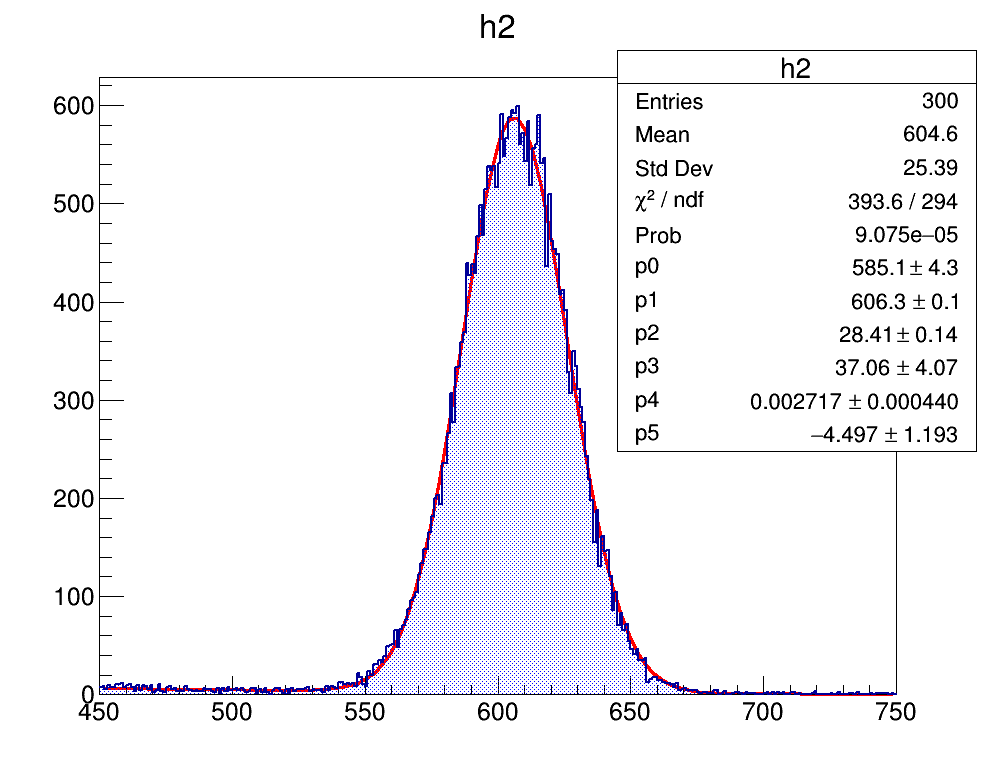 h2
h2
Entries 300
Mean 604.6
Std Dev 25.39
χ² / ndf 393.6 / 294
Prob 9.075e−05
p0 585.1 ± 4.3
p1 606.3 ± 0.1
p2 28.41 ± 0.14
p3 37.06 ± 4.07
p4 0.002717 ± 0.000440
p5 −4.497 ± 1.193
600
500
400
300
200
100
0
450 500 550 600 650 700 750